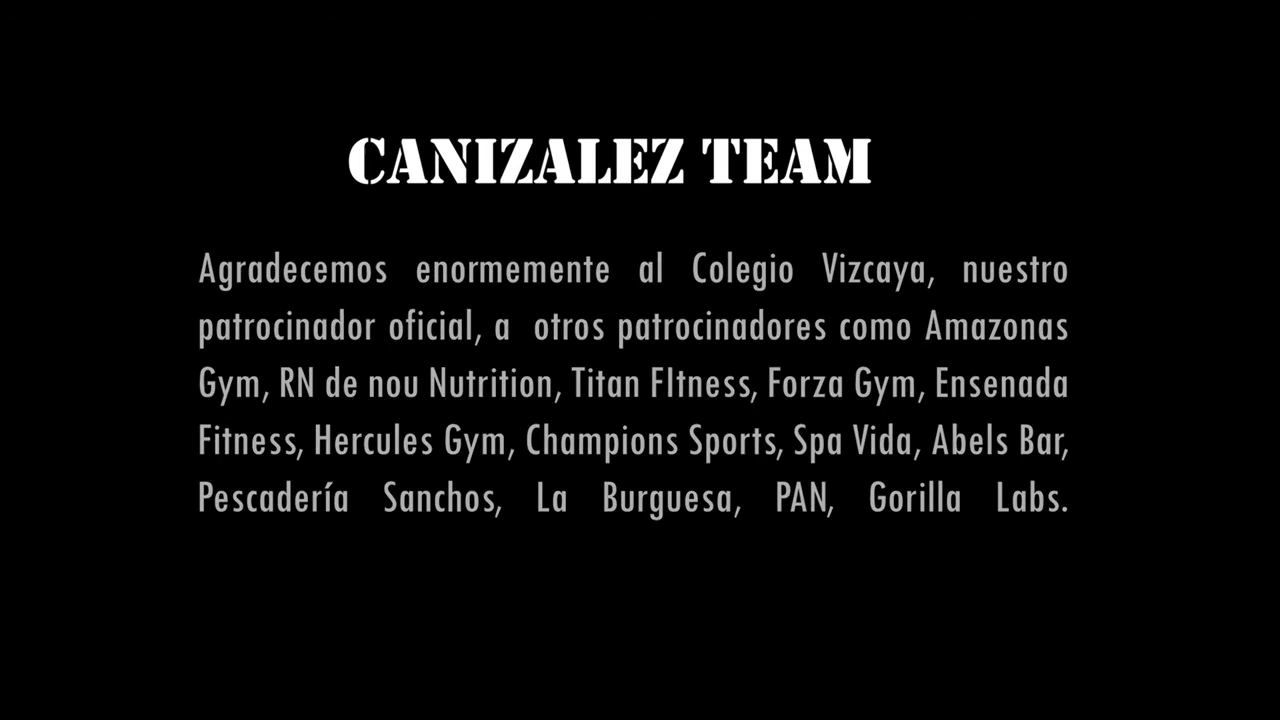 CANIZALEZ TEAM
Agradecemos enormemente al Colegio Vizcaya, nuestro
patrocinador oficial, a otros patrocinadores como Amazonas
Gym, RN de nou Nutrition, Titan FItness, Forza Gym, Ensenada
Fitness, Hercules Gym, Champions Sports, Spa Vida, Abels Bar,
Pescadería Sanchos, La Burguesa, PAN, Gorilla Labs.